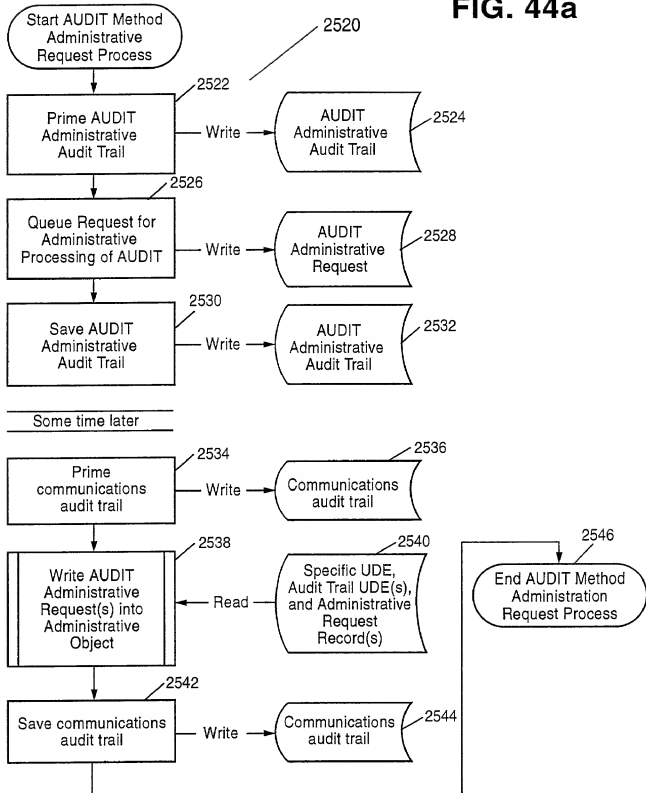 FIG. 44a
Start AUDIT Method
Administrative
Request Process
2520
2522
Prime AUDIT
Administrative
Audit Trail
Write
AUDIT
Administrative
Audit Trail
2524
2526
Queue Request for
Administrative
Processing of AUDIT
Write
AUDIT
Administrative
Request
2528
2530
Save AUDIT
Administrative
Audit Trail
Write
AUDIT
Administrative
Audit Trail
2532
Some time later
2534
Prime
communications
audit trail
Write
2536
Communications
audit trail
2538
Write AUDIT
Administrative
Request(s) into
Administrative
Object
Read
2540
Specific UDE,
Audit Trail UDE(s),
and Administrative
Request
Record(s)
2542
Save communications
audit trail
Write
Communications
audit trail
2544
2546
End AUDIT Method
Administration
Request Process